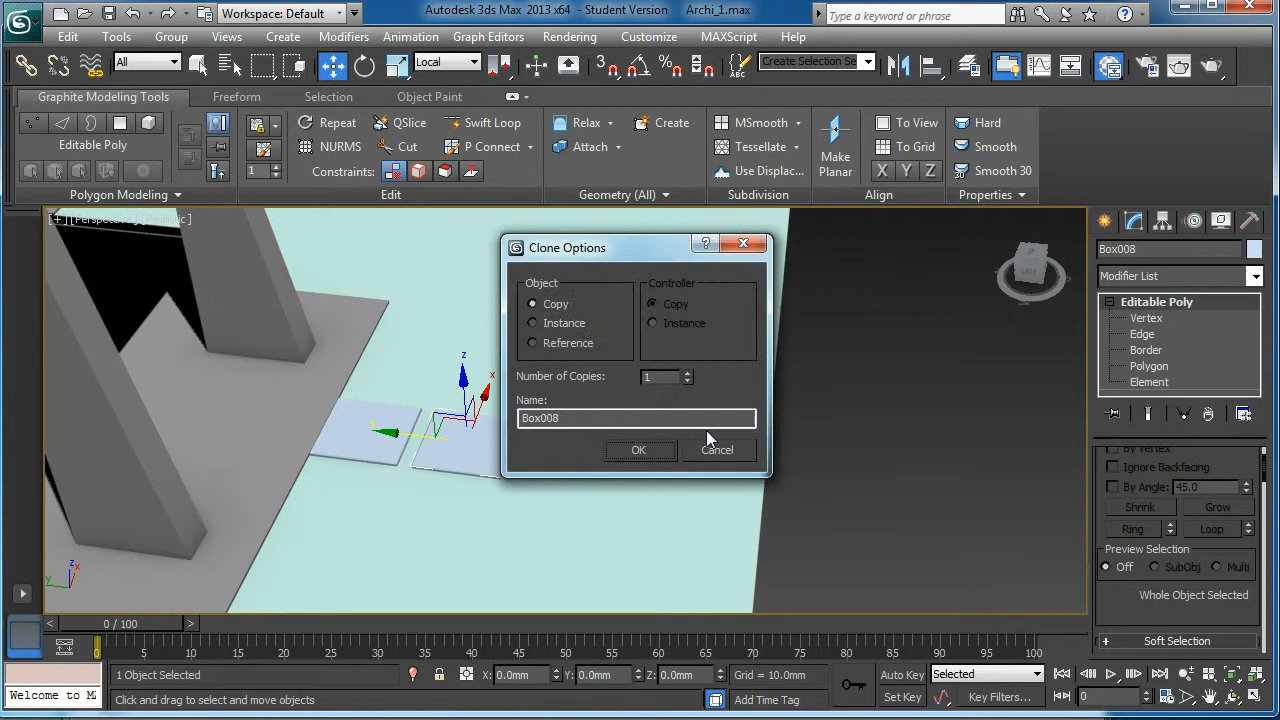 Workspace: Default
Autodesk 3ds Max 2013 x64 - Student Version Archi_1.max
Type a keyword or phrase
Edit Tools Group Views Create Modifiers Animation Graph Editors Rendering Customize MAXScript Help
All
Local
Create Selection Se
Graphite Modeling Tools Freeform Selection Object Paint
Repeat QSlice Swift Loop Relax Create MSmooth To View Hard
NURMS Cut P Connect Attach Tessellate Make Planar To Grid Smooth
Editable Poly
1 Constraints: Use Displac... X Y Z Smooth 30
Polygon Modeling Edit Geometry (All) Subdivision Align Properties
[+][Perspective][Realistic]
Clone Options
Object
Copy
Instance
Reference
Controller
Copy
Instance
Number of Copies: 1
Name:
Box008
OK Cancel
z
x
z
x
y
Box008
Modifier List
Editable Poly
Vertex
Edge
Border
Polygon
Element
By Vertex
Ignore Backfacing
By Angle: 45.0
Shrink Grow
Ring Loop
Preview Selection
Off SubObj Multi
Whole Object Selected
Soft Selection
0 / 100
0 5 10 15 20 25 30 35 40 45 50 55 60 65 70 75 80 85 90 95 100
1 Object Selected X: 0.0mm Y: 0.0mm Z: 0.0mm Grid = 10.0mm Auto Key Selected
Welcome to MA
Click and drag to select and move objects Add Time Tag Set Key Key Filters... 0